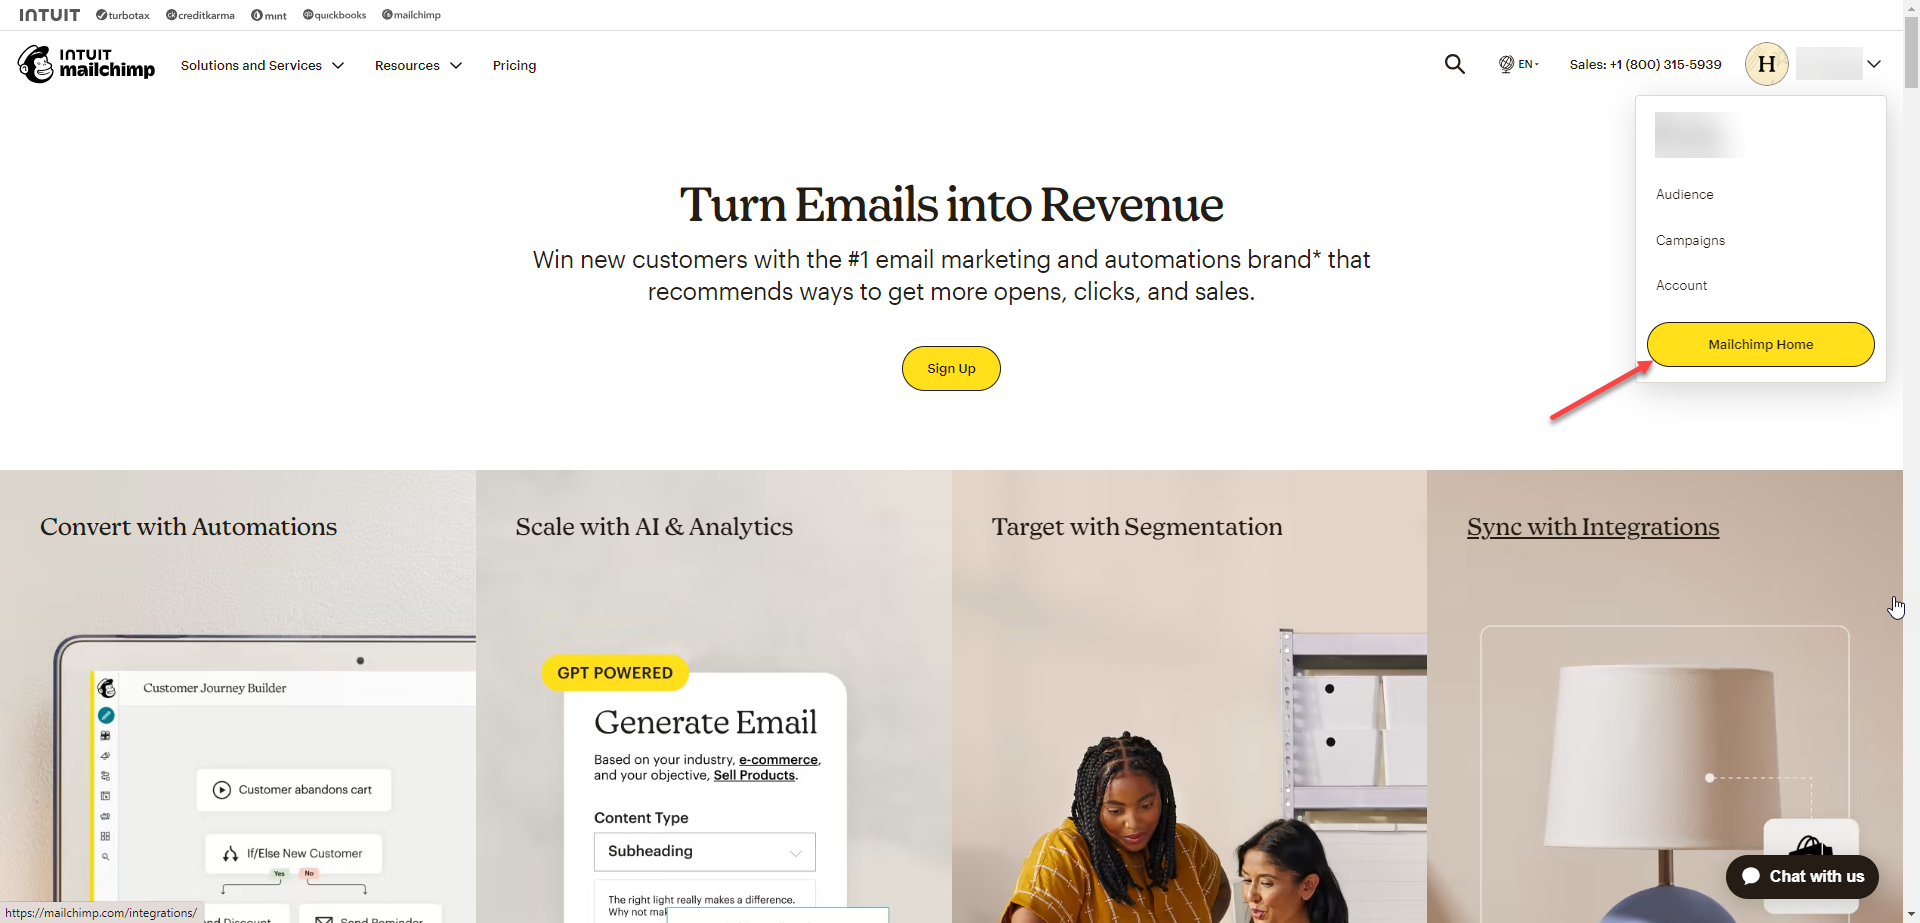 INTUIT turbotax creditkarma mint quickbooks mailchimp
INTUIT
mailchimp
Solutions and Services
Resources
Pricing
EN
Sales: +1 (800) 315-5939
H
Audience
Campaigns
Account
Mailchimp Home
Turn Emails into Revenue
Win new customers with the #1 email marketing and automations brand* that
recommends ways to get more opens, clicks, and sales.
Sign Up
Convert with Automations
Customer Journey Builder
Customer abandons cart
If/Else New Customer
Yes
No
nd Discount
Send Reminder
Scale with AI & Analytics
GPT POWERED
Generate Email
Based on your industry, e-commerce,
and your objective, Sell Products.
Content Type
Subheading
The right light really makes a difference.
Why not
Target with Segmentation
Sync with Integrations
Chat with us
https://mailchimp.com/integrations/